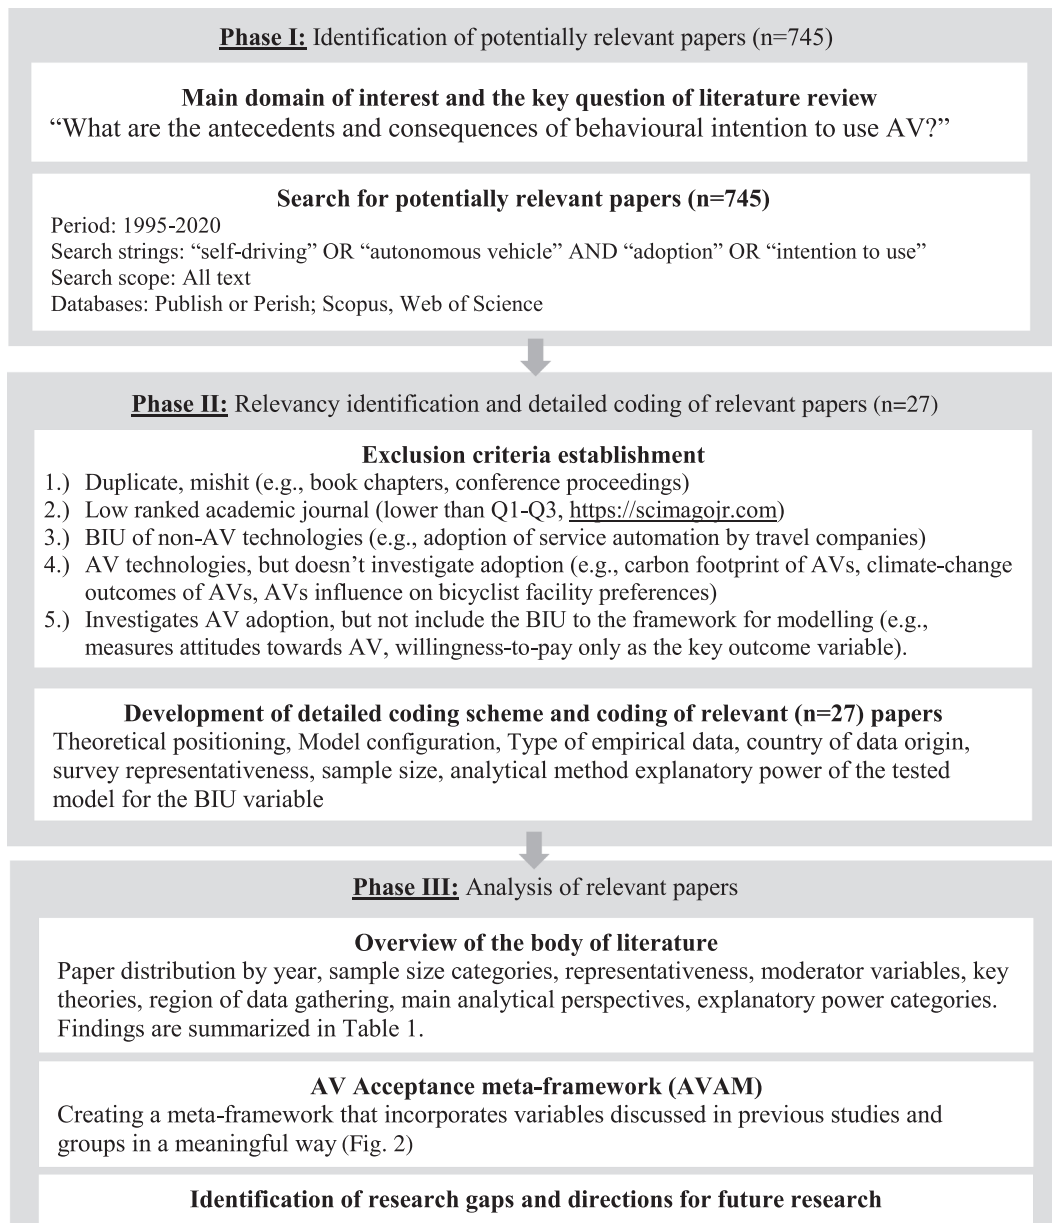 Phase I: Identification of potentially relevant papers (n=745)
Main domain of interest and the key question of literature review
“What are the antecedents and consequences of behavioural intention to use AV?”
Search for potentially relevant papers (n=745)
Period: 1995-2020
Search strings: “self-driving” OR “autonomous vehicle” AND “adoption” OR “intention to use”
Search scope: All text
Databases: Publish or Perish; Scopus, Web of Science
Phase II: Relevancy identification and detailed coding of relevant papers (n=27)
Exclusion criteria establishment
1.) Duplicate, mishit (e.g., book chapters, conference proceedings)
2.) Low ranked academic journal (lower than Q1-Q3, https://scimagojr.com)
3.) BIU of non-AV technologies (e.g., adoption of service automation by travel companies)
4.) AV technologies, but doesn’t investigate adoption (e.g., carbon footprint of AVs, climate-change
outcomes of AVs, AVs influence on bicyclist facility preferences)
5.) Investigates AV adoption, but not include the BIU to the framework for modelling (e.g.,
measures attitudes towards AV, willingness-to-pay only as the key outcome variable).
Development of detailed coding scheme and coding of relevant (n=27) papers
Theoretical positioning, Model configuration, Type of empirical data, country of data origin,
survey representativeness, sample size, analytical method explanatory power of the tested
model for the BIU variable
Phase III: Analysis of relevant papers
Overview of the body of literature
Paper distribution by year, sample size categories, representativeness, moderator variables, key
theories, region of data gathering, main analytical perspectives, explanatory power categories.
Findings are summarized in Table 1.
AV Acceptance meta-framework (AVAM)
Creating a meta-framework that incorporates variables discussed in previous studies and
groups in a meaningful way (Fig. 2)
Identification of research gaps and directions for future research